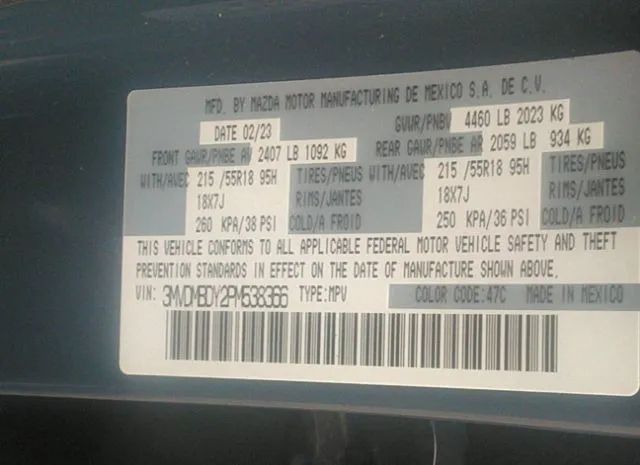 MFD. BY MAZDA MOTOR MANUFACTURING DE MEXICO S.A. DE C.V.
DATE 02/23 GVWR/PNBV 4460 LB 2023 KG
FRONT GAWR/PNBE AV 2407 LB 1092 KG REAR GAWR/PNBE AR 2059 LB 934 KG
WITH/AVEC 215 /55R18 95H TIRES/PNEUS WITH/AVEC 215 /55R18 95H TIRES/PNEUS
18X7J RIMS/JANTES 18X7J RIMS/JANTES
260 KPA/38 PSI COLD/A FROID 250 KPA/36 PSI COLD/A FROID
THIS VEHICLE CONFORMS TO ALL APPLICABLE FEDERAL MOTOR VEHICLE SAFETY AND THEFT
PREVENTION STANDARDS IN EFFECT ON THE DATE OF MANUFACTURE SHOWN ABOVE.
VIN: 3MVDMBDY2PM538366 TYPE:MPV COLOR CODE:47C MADE IN MEXICO